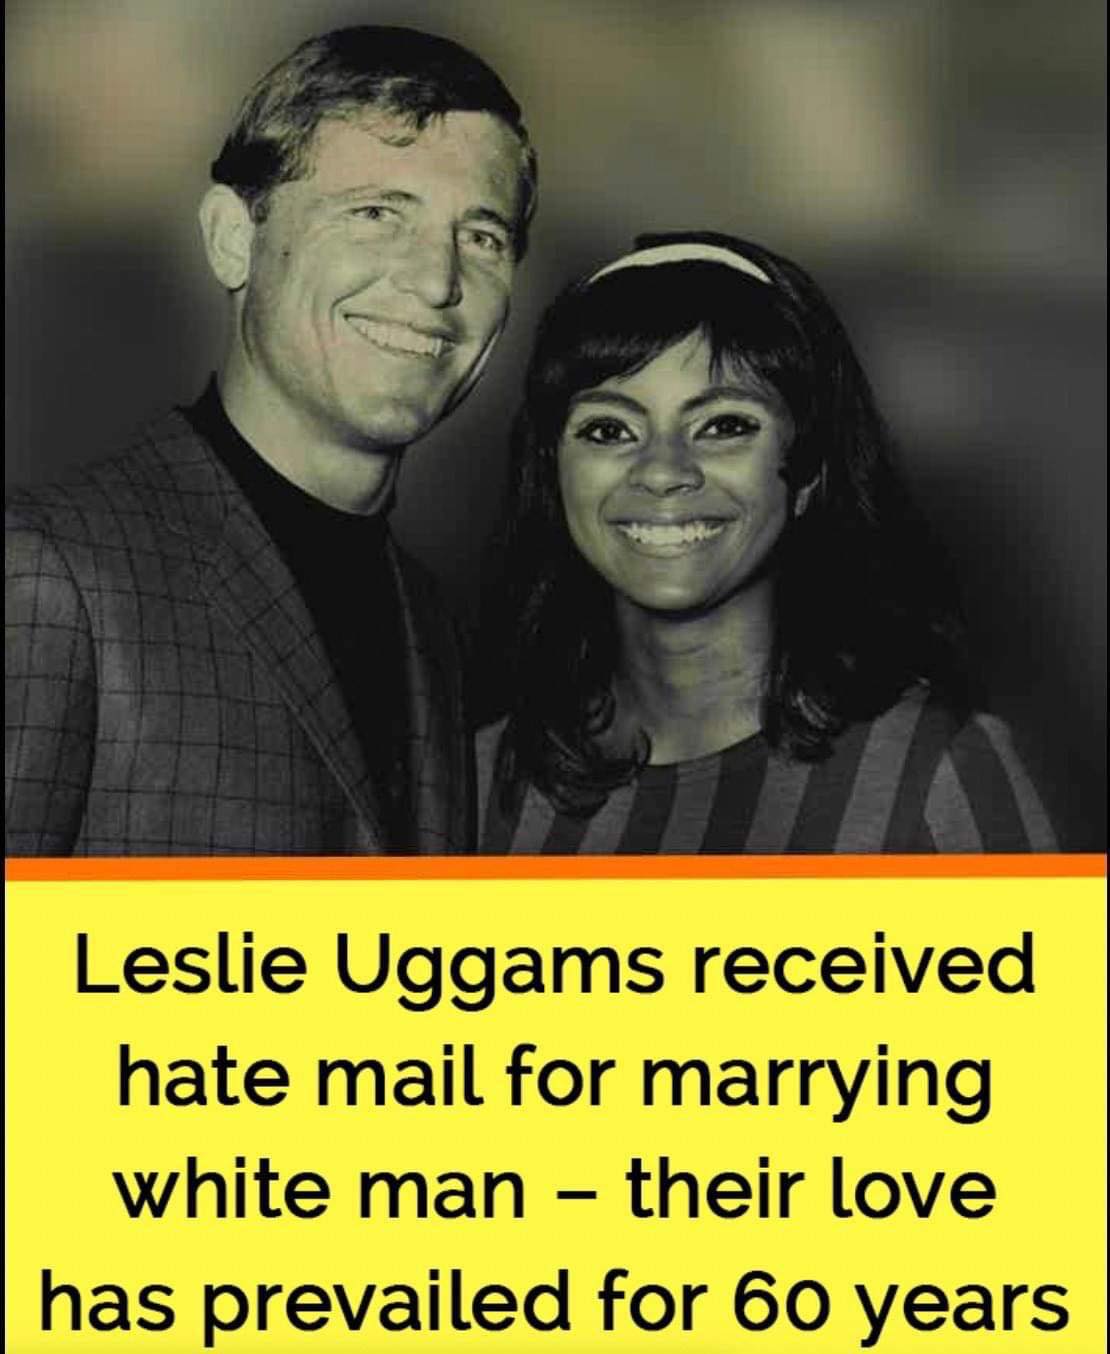 Leslie Uggams received
hate mail for marrying
white man – their love
has prevailed for 60 years